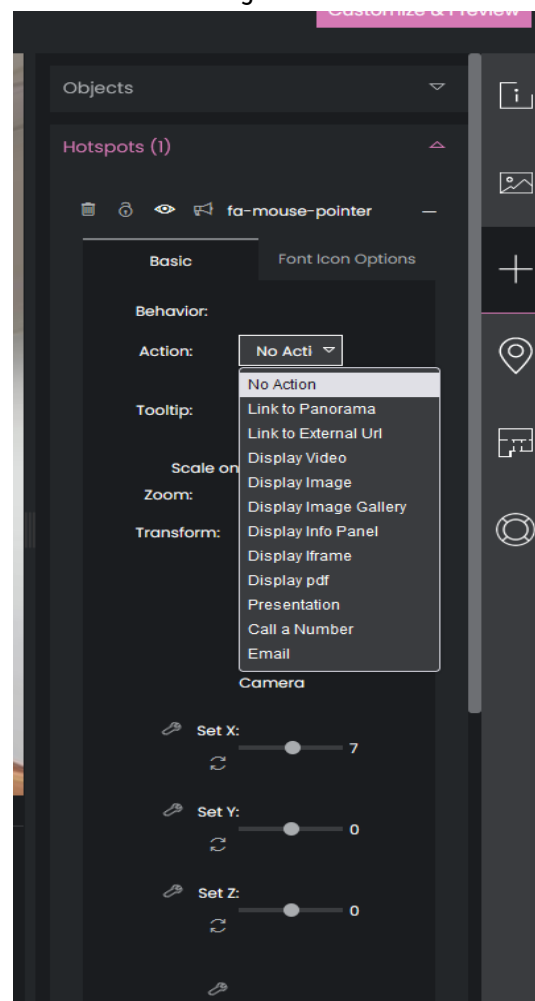 Customize & Preview
Objects
Hotspots (1)
fa-mouse-pointer
Basic
Font Icon Options
Behavior:
Action:
No Acti
No Action
Link to Panorama
Tooltip:
Link to External Url
Display Video
Scale on
Display Image
Zoom:
Display Image Gallery
Transform:
Display Info Panel
Display Iframe
Display pdf
Presentation
Call a Number
Email
Camera
Set X:
7
Set Y:
0
Set Z:
0